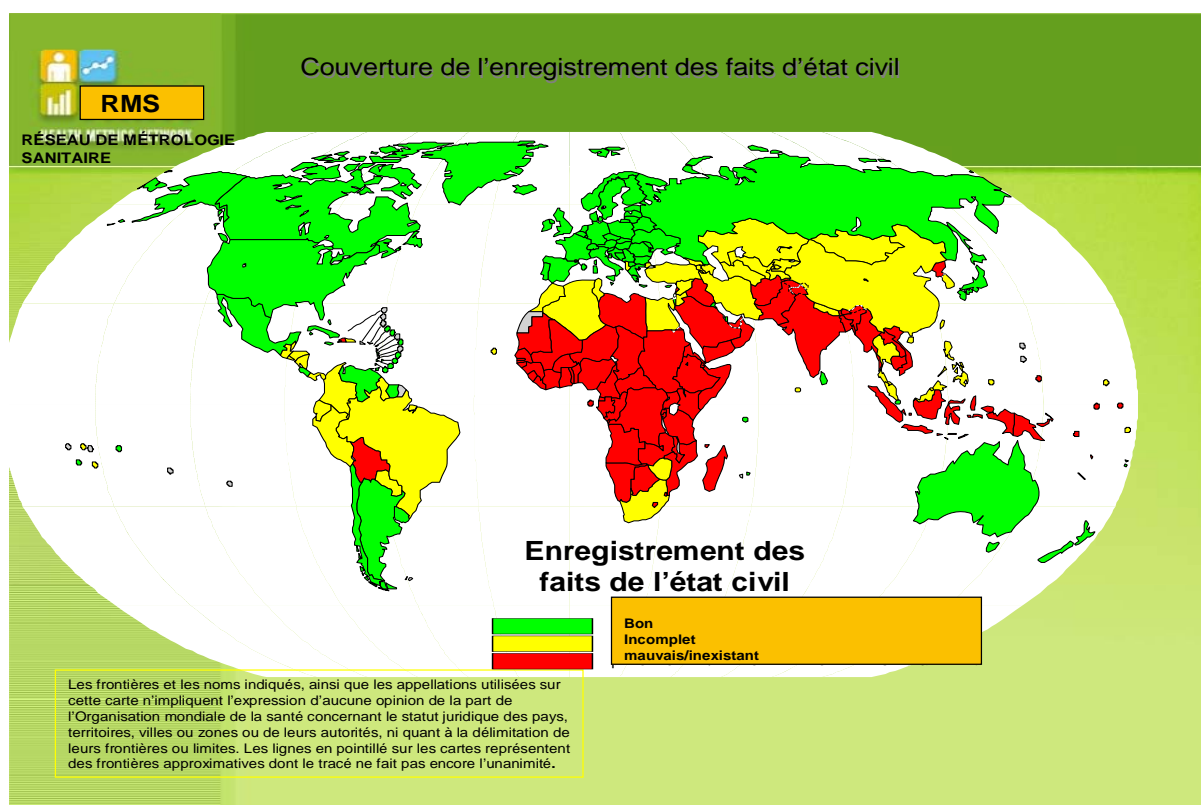 Couverture de l'enregistrement des faits d'état civil
RMS
RÉSEAU DE MÉTROLOGIE
SANITAIRE
Enregistrement des
faits de l'état civil
Bon
Incomplet
mauvais/inexistant
Les frontières et les noms indiqués, ainsi que les appellations utilisées sur
cette carte n'impliquent l'expression d'aucune opinion de la part de
l'Organisation mondiale de la santé concernant le statut juridique des pays,
territoires, villes ou zones ou de leurs autorités, ni quant à la délimitation de
leurs frontières ou limites. Les lignes en pointillé sur les cartes représentent
des frontières approximatives dont le tracé ne fait pas encore l'unanimité.